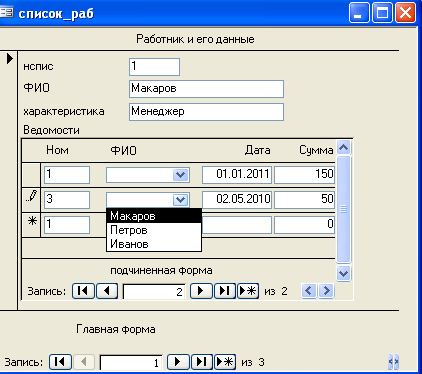 список_раб
Работник и его данные
нспис 1
ФИО Макаров
характеристика Менеджер
Ведомости
Ном ФИО Дата Сумма
1 01.01.2011 150
3 02.05.2010 50
1 0
Макаров
Петров
Иванов
подчиненная форма
Запись: 2 из 2
Главная форма
Запись: 1 из 3